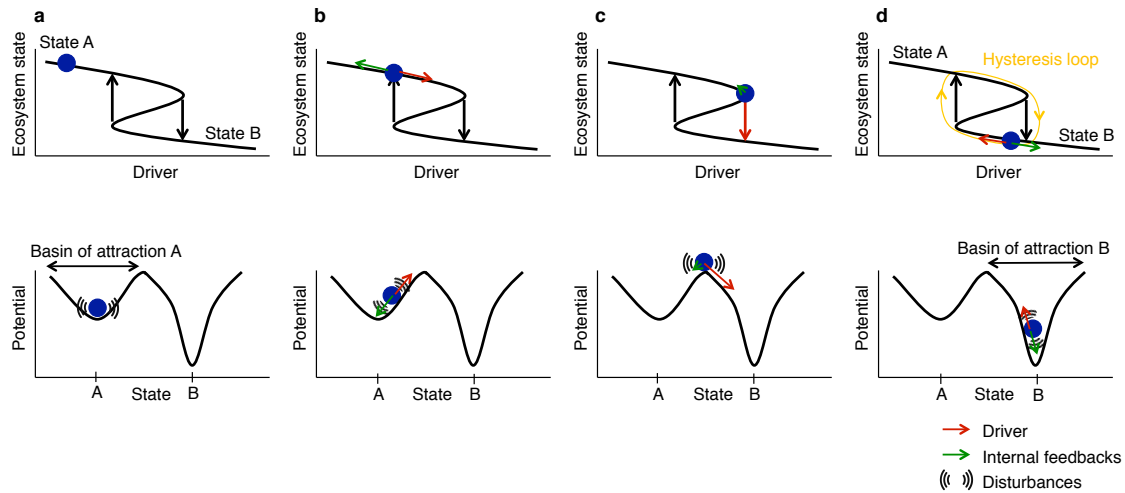 a
State A
Ecosystem state
State B
Driver
b
Ecosystem state
Driver
c
Ecosystem state
Driver
d
State A
Hysteresis loop
Ecosystem state
State B
Driver
Basin of attraction A
Potential
A
State
B
Potential
A
State
B
Potential
A
State
B
Basin of attraction B
Potential
A
State
B
Driver
Internal feedbacks
Disturbances